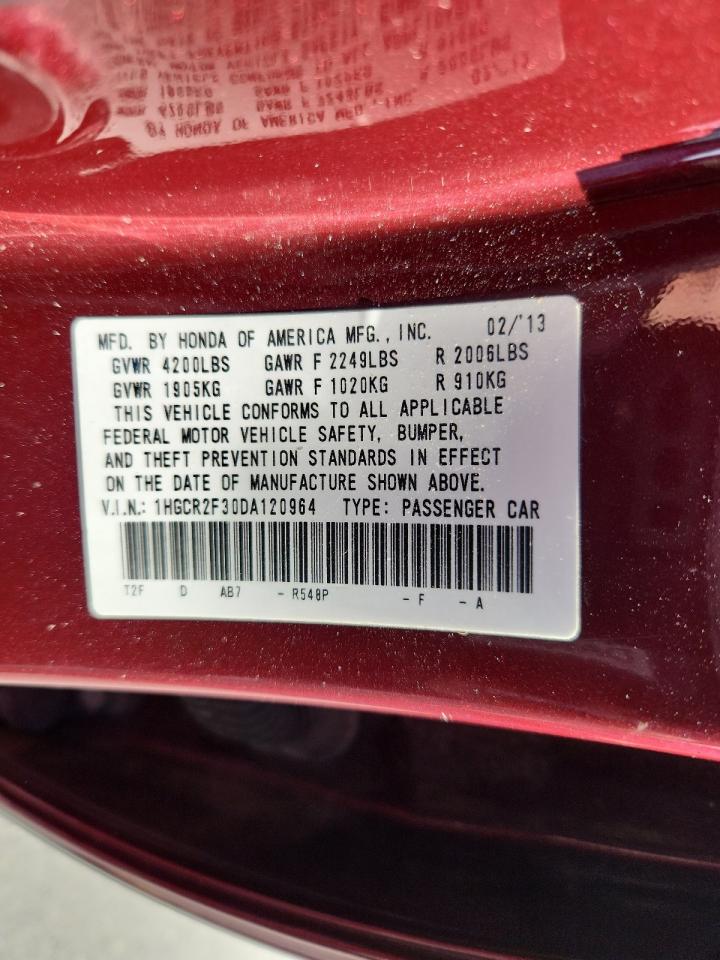 MFD. BY HONDA OF AMERICA MFG., INC. 02/'13
GVWR 4200LBS GAWR F 2249LBS R 2006LBS
GVWR 1905KG GAWR F 1020KG R 910KG
THIS VEHICLE CONFORMS TO ALL APPLICABLE
FEDERAL MOTOR VEHICLE SAFETY, BUMPER,
AND THEFT PREVENTION STANDARDS IN EFFECT
ON THE DATE OF MANUFACTURE SHOWN ABOVE.
V.I.N.: 1HGCR2F30DA120964 TYPE: PASSENGER CAR
T2F D AB7 - R548P - F - A